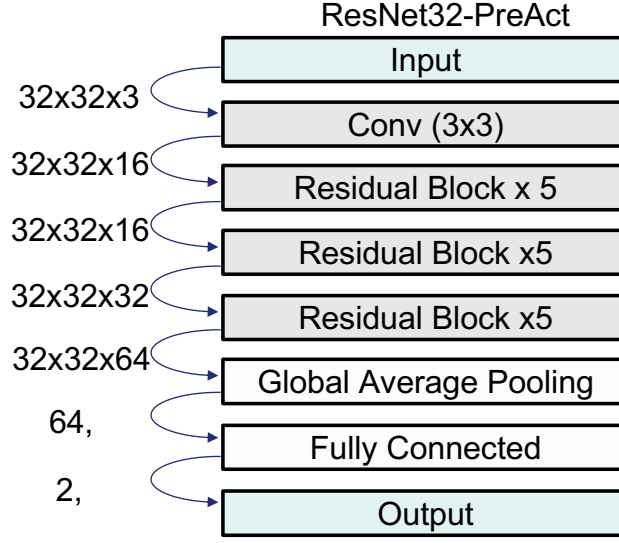 ResNet32-PreAct
Input
32x32x3
Conv (3x3)
32x32x16
Residual Block x 5
32x32x16
Residual Block x5
32x32x32
Residual Block x5
32x32x64
Global Average Pooling
64,
Fully Connected
2,
Output